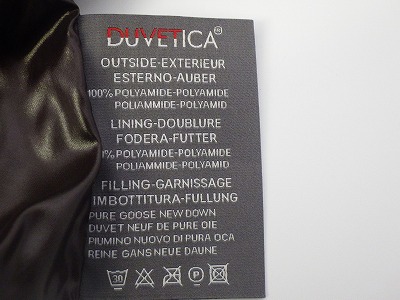 DUVETICA®
OUTSIDE-EXTERIEUR
ESTERNO-AUBER
100% POLYAMIDE-POLYAMIDE
POLIAMMIDE-POLYAMID
LINING-DOUBLURE
FODERA-FUTTER
% POLYAMIDE-POLYAMIDE
POLIAMMIDE-POLYAMID
FILLING-GARNISSAGE
IMBOTTITURA-FULLUNG
PURE GOOSE NEW DOWN
DUVET NEUF DE PURE OIE
PIUMINO NUOVO DI PURA OCA
REINE GANS NEUE DAUNE
30 P